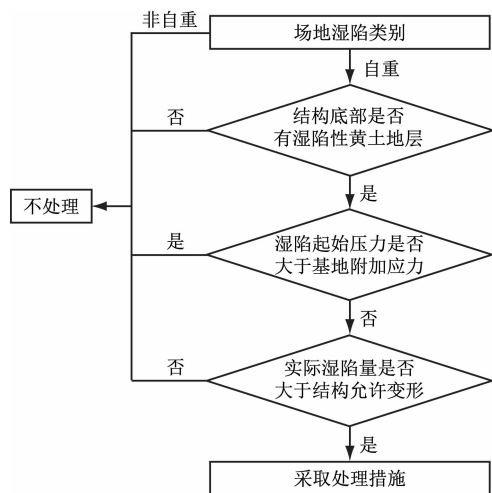 非自重
场地湿陷类别
自重
结构底部是否
有湿陷性黄土地层
否
是
不处理
湿陷起始压力是否
大于基地附加应力
是
否
实际湿陷量是否
大于结构允许变形
否
是
采取处理措施